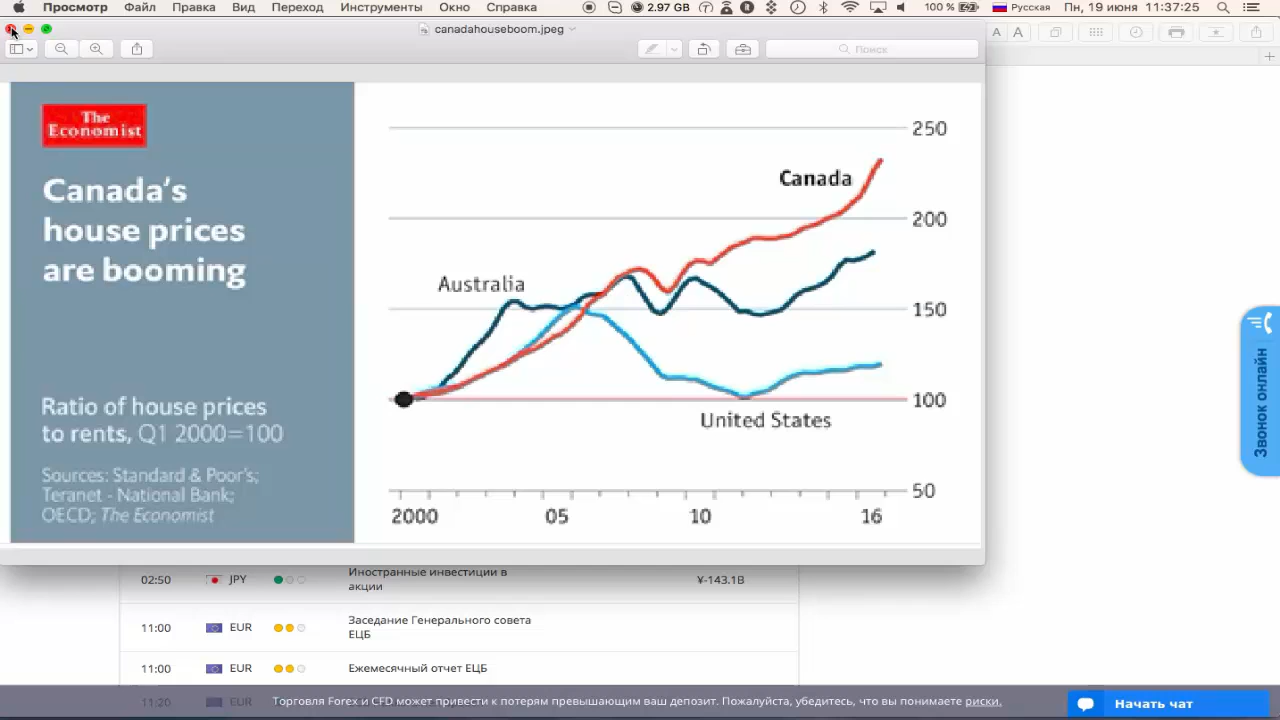 Просмотр Файл Правка Вид Переход Инструменты Окно Справка 2.97 GB 100 % Русская Пн, 19 июня 11:37:25
canadahouseboom.jpeg
Поиск
A A
The
Economist
Canada's
house prices
are booming
Ratio of house prices
to rents, Q1 2000=100
Sources: Standard & Poor's;
Teranet - National Bank;
OECD; The Economist
250
Canada
200
Australia
150
100
United States
50
2000 05 10 16
Звонок онлайн
02:50 JPY Иностранные инвестиции в
акции ¥-143.1B
11:00 EUR Заседание Генерального совета
ЕЦБ
11:00 EUR Ежемесячный отчет ЕЦБ
11:20 EUR
Торговля Forex и CFD может привести к потерям превышающим ваш депозит. Пожалуйста, убедитесь, что вы понимаете риски.
Начать чат